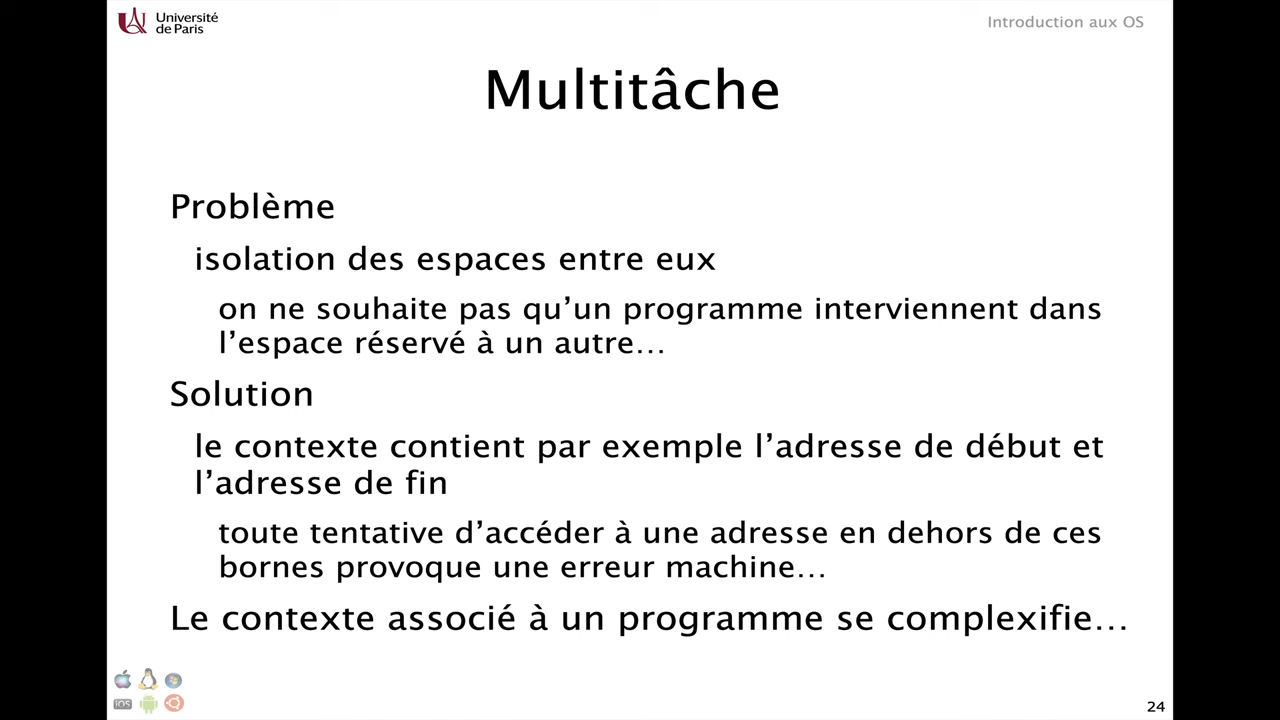 Université
de Paris
Introduction aux OS
Multitâche
Problème
isolation des espaces entre eux
on ne souhaite pas qu’un programme interviennent dans
l’espace réservé à un autre…
Solution
le contexte contient par exemple l’adresse de début et
l’adresse de fin
toute tentative d’accéder à une adresse en dehors de ces
bornes provoque une erreur machine…
Le contexte associé à un programme se complexifie…
iOS
24